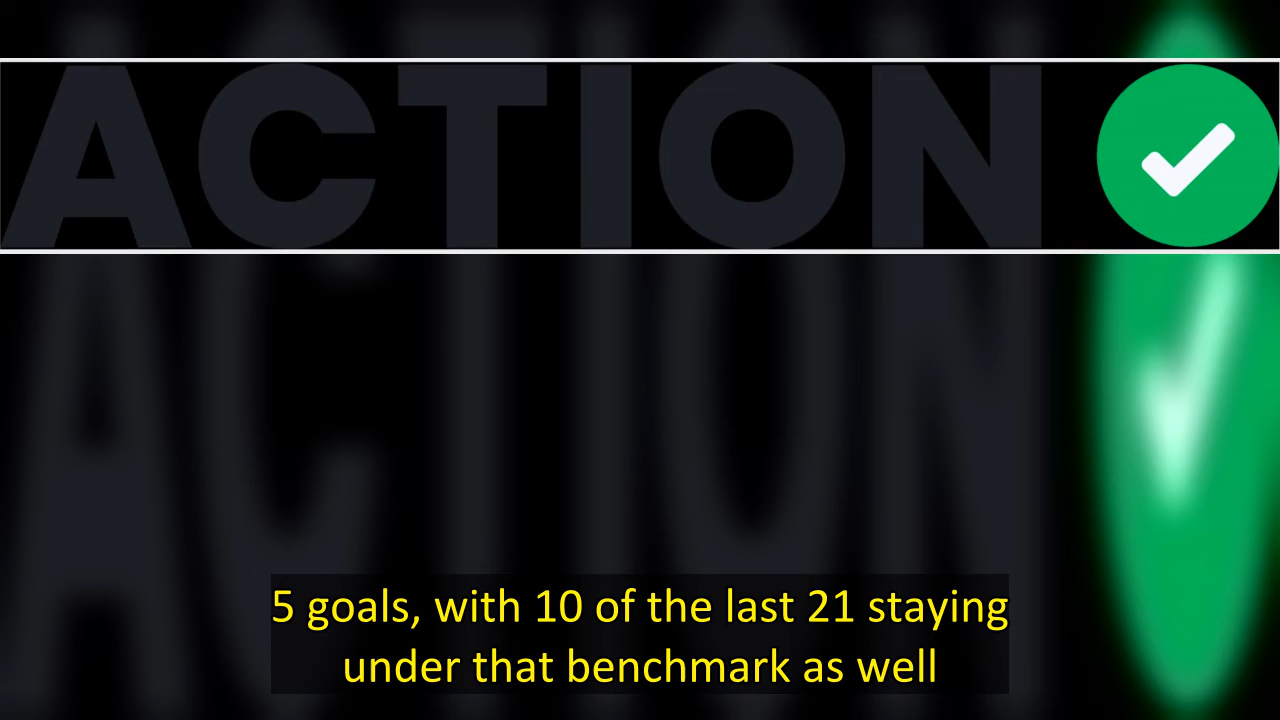 ACTION
5 goals, with 10 of the last 21 staying
under that benchmark as well